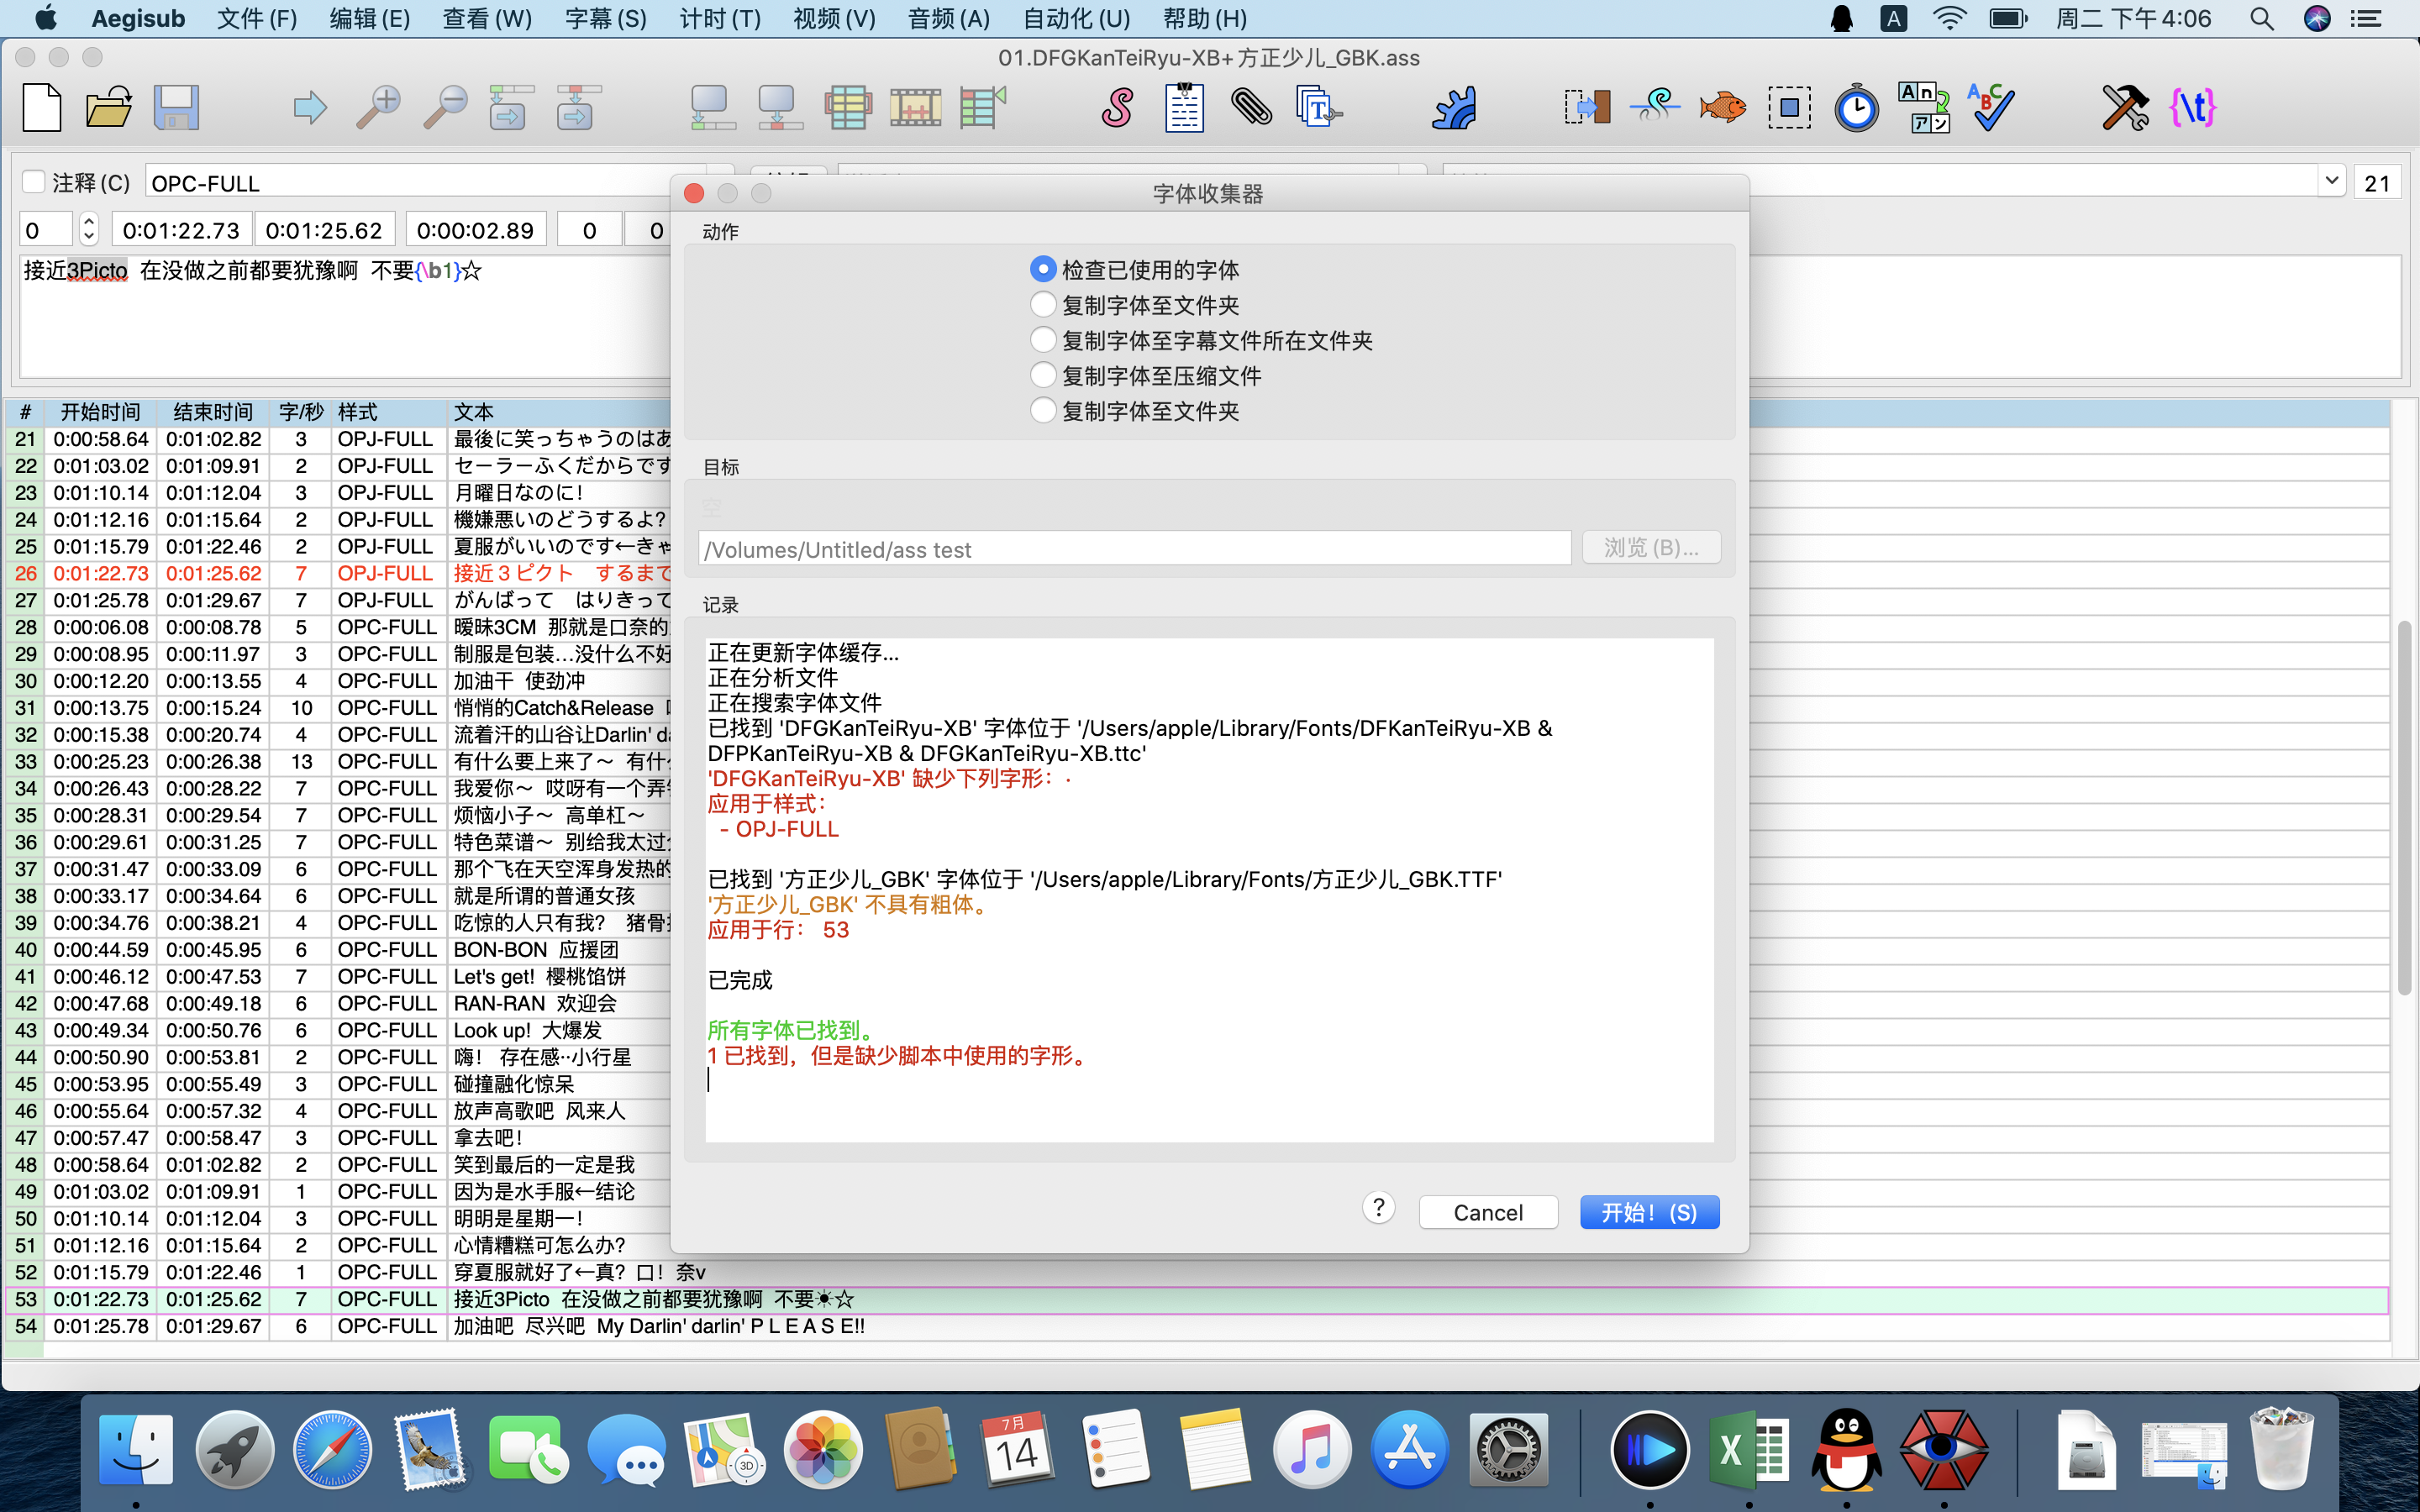 Aegisub 文件 (F) 编辑 (E) 查看 (W) 字幕 (S) 计时 (T) 视频 (V) 音频 (A) 自动化 (U) 帮助 (H) A 周二 下午4:06
01.DFGKanTeiRyu-XB+方正少儿_GBK.ass
注释 (C) OPC-FULL 21
0 0:01:22.73 0:01:25.62 0:00:02.89 0 0
接近3Picto 在没做之前都要犹豫啊 不要{\b1}☆
# 开始时间 结束时间 字/秒 样式 文本
21 0:00:58.64 0:01:02.82 3 OPJ-FULL 最後に笑っちゃうのはあ
22 0:01:03.02 0:01:09.91 2 OPJ-FULL セーラーふくだからです
23 0:01:10.14 0:01:12.04 3 OPJ-FULL 月曜日なのに!
24 0:01:12.16 0:01:15.64 2 OPJ-FULL 機嫌悪いのどうするよ?
25 0:01:15.79 0:01:22.46 2 OPJ-FULL 夏服がいいのです←きゃ
26 0:01:22.73 0:01:25.62 7 OPJ-FULL 接近3ピクト するまで
27 0:01:25.78 0:01:29.67 7 OPJ-FULL がんばって はりきって
28 0:00:06.08 0:00:08.78 5 OPC-FULL 暧昧3CM 那就是口奈的
29 0:00:08.95 0:00:11.97 3 OPC-FULL 制服是包装...没什么不好
30 0:00:12.20 0:00:13.55 4 OPC-FULL 加油干 使劲冲
31 0:00:13.75 0:00:15.24 10 OPC-FULL 悄悄的Catch&Release
32 0:00:15.38 0:00:20.74 4 OPC-FULL 流着汗的山谷让Darlin' da
33 0:00:25.23 0:00:26.38 13 OPC-FULL 有什么要上来了～ 有什
34 0:00:26.43 0:00:28.22 7 OPC-FULL 我爱你～ 哎呀有一个弄
35 0:00:28.31 0:00:29.54 7 OPC-FULL 烦恼小子～ 高单杠～
36 0:00:29.61 0:00:31.25 7 OPC-FULL 特色菜谱～ 别给我太过
37 0:00:31.47 0:00:33.09 6 OPC-FULL 那个飞在天空浑身发热的
38 0:00:33.17 0:00:34.64 6 OPC-FULL 就是所谓的普通女孩
39 0:00:34.76 0:00:38.21 4 OPC-FULL 吃惊的人只有我? 猪骨
40 0:00:44.59 0:00:45.95 6 OPC-FULL BON-BON 应援团
41 0:00:46.12 0:00:47.53 7 OPC-FULL Let's get! 樱桃馅饼
42 0:00:47.68 0:00:49.18 6 OPC-FULL RAN-RAN 欢迎会
43 0:00:49.34 0:00:50.76 6 OPC-FULL Look up! 大爆发
44 0:00:50.90 0:00:53.81 2 OPC-FULL 嗨! 存在感··小行星
45 0:00:53.95 0:00:55.49 3 OPC-FULL 碰撞融化惊呆
46 0:00:55.64 0:00:57.32 4 OPC-FULL 放声高歌吧 风来人
47 0:00:57.47 0:00:58.47 3 OPC-FULL 拿去吧!
48 0:00:58.64 0:01:02.82 2 OPC-FULL 笑到最后的一定是我
49 0:01:03.02 0:01:09.91 1 OPC-FULL 因为是水手服←结论
50 0:01:10.14 0:01:12.04 3 OPC-FULL 明明是星期一!
51 0:01:12.16 0:01:15.64 2 OPC-FULL 心情糟糕可怎么办?
52 0:01:15.79 0:01:22.46 1 OPC-FULL 穿夏服就好了←真? 口! 奈v
53 0:01:22.73 0:01:25.62 7 OPC-FULL 接近3Picto 在没做之前都要犹豫啊 不要☀☆
54 0:01:25.78 0:01:29.67 6 OPC-FULL 加油吧 尽兴吧 My Darlin' darlin' P L E A S E!!
字体收集器
动作
检查已使用的字体
复制字体至文件夹
复制字体至字幕文件所在文件夹
复制字体至压缩文件
复制字体至文件夹
目标
空
/Volumes/Untitled/ass test 浏览 (B)...
记录
正在更新字体缓存...
正在分析文件
正在搜索字体文件
已找到 'DFGKanTeiRyu-XB' 字体位于 '/Users/apple/Library/Fonts/DFKanTeiRyu-XB &
DFPKanTeiRyu-XB & DFGKanTeiRyu-XB.ttc'
'DFGKanTeiRyu-XB' 缺少下列字形: ·
应用于样式:
- OPJ-FULL
已找到 '方正少儿_GBK' 字体位于 '/Users/apple/Library/Fonts/方正少儿_GBK.TTF'
'方正少儿_GBK' 不具有粗体。
应用于行: 53
已完成
所有字体已找到。
1 已找到，但是缺少脚本中使用的字形。
? Cancel 开始! (S)
7月
14
3D